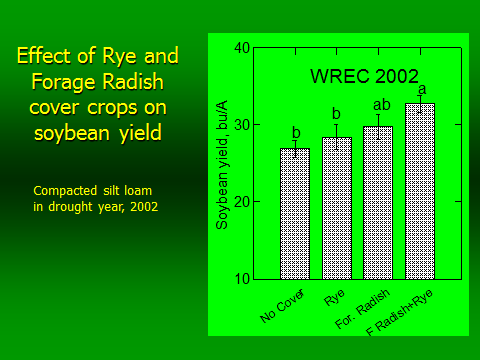 Effect of Rye and
Forage Radish
cover crops on
soybean yield
Compacted silt loam
in drought year, 2002
WREC 2002
Soybean yield, bu/A
40
30
20
10
b
b
ab
a
No Cover
Rye
For. Radish
F Radish+Rye